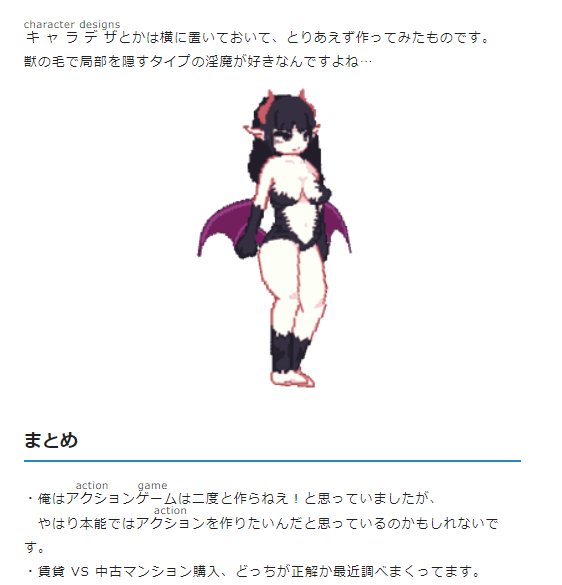 character designs
キャラデザとかは横に置いておいて、とりあえず作ってみたものです。
獣の毛で局部を隠すタイプの淫魔が好きなんですよね…
まとめ
action game
・俺はアクションゲームは二度と作らねえ！と思っていましたが、
action
やはり本能ではアクションを作りたいんだと思っているのかもしれないで
す。
・賃貸 VS 中古マンション購入、どっちが正解か最近調べまくってます。